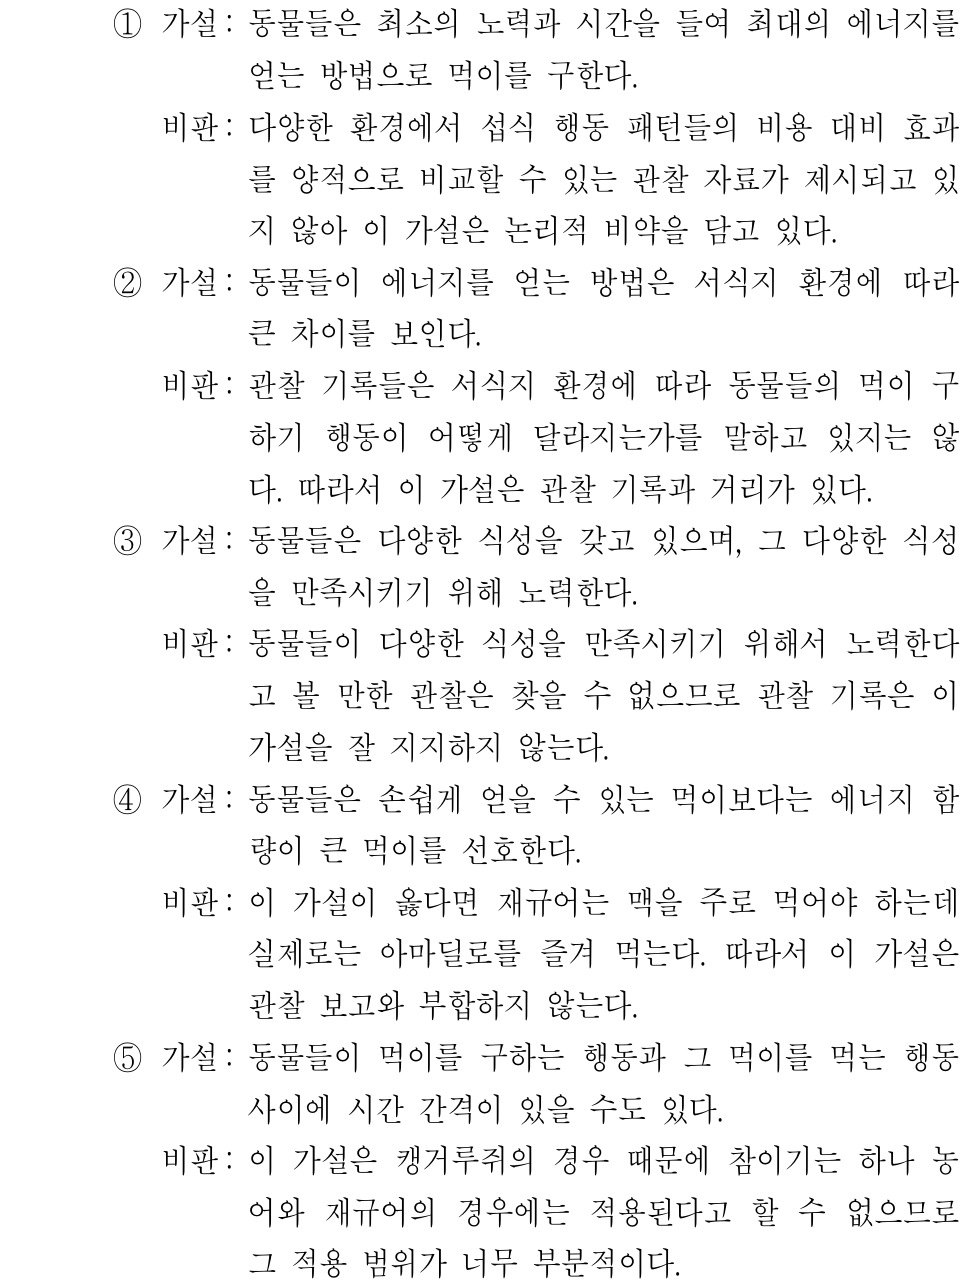 ① 가설 : 동물들은 최소의 노력과 시간을 들여 최대의 에너지를
얻는 방법으로 먹이를 구한다.
비판 : 다양한 환경에서 섭식 행동 패턴들의 비용 대비 효과
를 양적으로 비교할 수 있는 관찰 자료가 제시되고 있
지 않아 이 가설은 논리적 비약을 담고 있다.
② 가설 : 동물들이 에너지를 얻는 방법은 서식지 환경에 따라
큰 차이를 보인다.
비판 : 관찰 기록들은 서식지 환경에 따라 동물들의 먹이 구
하기 행동이 어떻게 달라지는가를 말하고 있지는 않
다. 따라서 이 가설은 관찰 기록과 거리가 있다.
③ 가설 : 동물들은 다양한 식성을 갖고 있으며, 그 다양한 식성
을 만족시키기 위해 노력한다.
비판 : 동물들이 다양한 식성을 만족시키기 위해서 노력한다
고 볼 만한 관찰은 찾을 수 없으므로 관찰 기록은 이
가설을 잘 지지하지 않는다.
④ 가설 : 동물들은 손쉽게 얻을 수 있는 먹이보다는 에너지 함
량이 큰 먹이를 선호한다.
비판 : 이 가설이 옳다면 재규어는 맥을 주로 먹어야 하는데
실제로는 아마딜로를 즐겨 먹는다. 따라서 이 가설은
관찰 보고와 부합하지 않는다.
⑤ 가설 : 동물들이 먹이를 구하는 행동과 그 먹이를 먹는 행동
사이에 시간 간격이 있을 수도 있다.
비판 : 이 가설은 캥거루쥐의 경우 때문에 참이기는 하나 농
어와 재규어의 경우에는 적용된다고 할 수 없으므로
그 적용 범위가 너무 부분적이다.